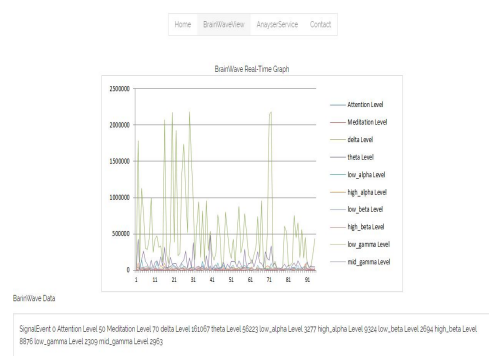 Home BrainWaveView AnayserService Contact
BrainWave Real-Time Graph
2500000
2000000
1500000
1000000
500000
0
1 11 21 31 41 51 61 71 81 91
Attention Level
Meditation Level
delta Level
theta Level
low_alpha Level
high_alpha Level
low_beta Level
high_beta Level
low_gamma Level
mid_gamma Level
BarinWave Data
SignalEvent 0 Attention Level 50 Meditation Level 70 delta Level 161067 theta Level 56223 low_alpha Level 3277 high_alpha Level 9324 low_beta Level 2694 high_beta Level
8876 low_gamma Level 2309 mid_gamma Level 2963